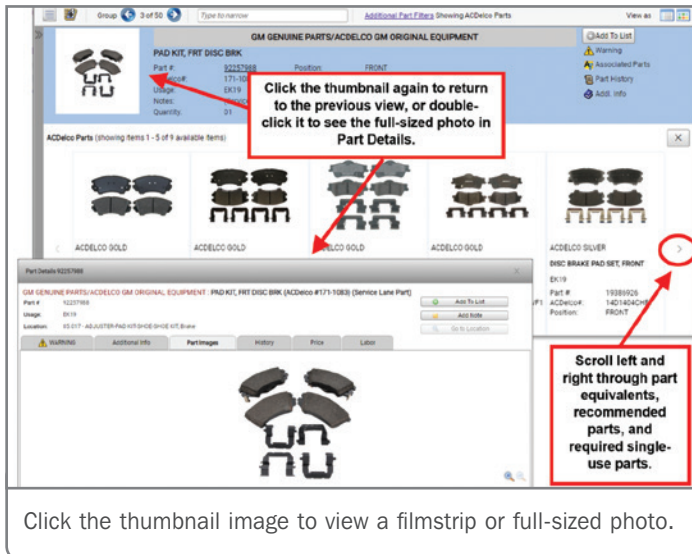 Group 3 of 50 Type to narrow Additional Part Filters Showing ACDelco Parts View as
GM GENUINE PARTS/ACDELCO GM ORIGINAL EQUIPMENT
Add To List
PAD KIT, FRT DISC BRK
Warning
Part #: 92257988 Position: FRONT
Associated Parts
171-108
Part History
Usage: EK19
Addl. Info
Notes:
Quantity: 01
Click the thumbnail again to return
to the previous view, or double-
click it to see the full-sized photo in
Part Details.
ACDelco Parts (showing items 1 - 5 of 9 available items)
ACDELCO GOLD ACDELCO GOLD ACDELCO GOLD ACDELCO GOLD ACDELCO SILVER
DISC BRAKE PAD SET, FRONT
EK19
Part # 19386926
ACDelco#: 14D1404CH
Position: FRONT
Part Details 92257988
GM GENUINE PARTS/ACDELCO GM ORIGINAL EQUIPMENT : PAD KIT, FRT DISC BRK (ACDelco #171-1083) (Service Lane Part)
Part # 92257988
Add To List
Usage: EK19
Add Note
Location:
Go to Location
WARNING Additional Info Part Images History Price Labor
Scroll left and
right through part
equivalents,
recommended
parts, and
required single-
use parts.
Click the thumbnail image to view a filmstrip or full-sized photo.